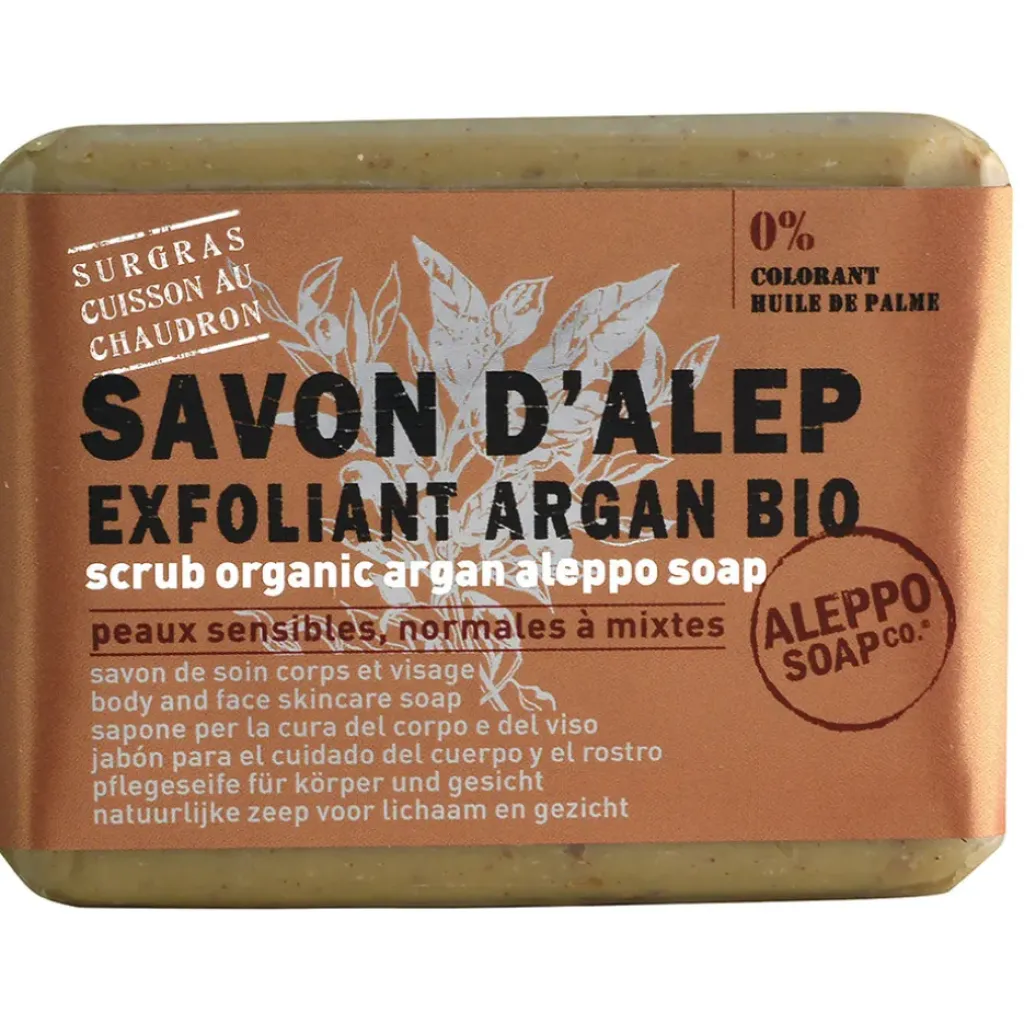 SURGRAS
CUISSON AU
CHAUDRON
0%
COLORANT
HUILE DE PALME
SAVON D'ALEP
EXFOLIANT ARGAN BIO
scrub organic argan aleppo soap
peaux sensibles, normales à mixtes
savon de soin corps et visage
body and face skincare soap
sapone per la cura del corpo e del viso
jabón para el cuidado del cuerpo y el rostro
pflegeseife für körper und gesicht
natuurlijke zeep voor lichaam en gezicht
ALEPPO
SOAP CO.®